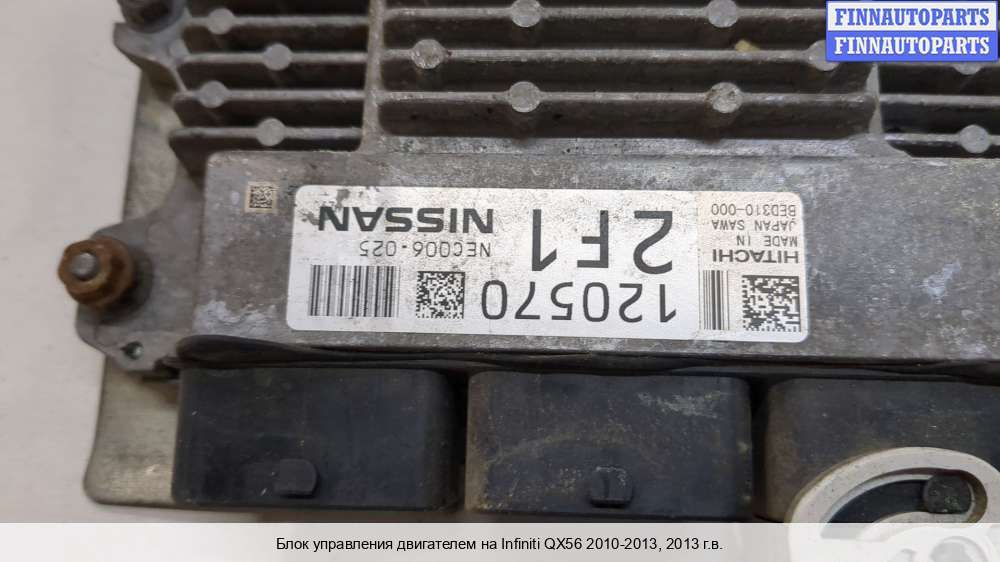 FINNAUTOPARTS
FINNAUTOPARTS
HITACHI
MADE IN
JAPAN SAWA
BED310-000
120570
2F1
NEC006-025
NISSAN
Блок управления двигателем на Infiniti QX56 2010-2013, 2013 г.в.